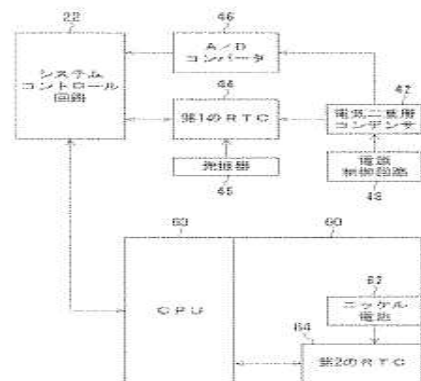 22
システム
コントロール
回路
46
A/D
コンバータ
44
第1のRTC
発振器
45
42
電気二重層
コンデンサ
電源
制御回路
43
63
CPU
60
62
ニッケル
電池
64
第2のRTC